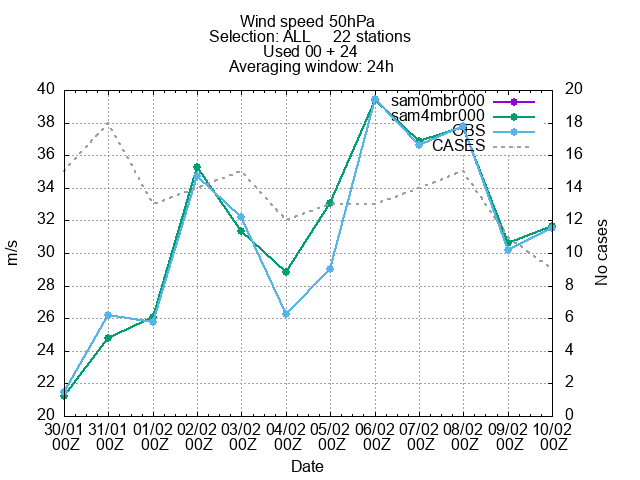 Wind speed 50hPa
Selection: ALL 22 stations
Used 00 + 24
Averaging window: 24h
40 20
sam0mbr000
38 18
sam4mbr000
OBS
36 16
CASES
34 14
32 12
30 10
28 8
26 6
24 4
22 2
20 0
m/s
No cases
30/01 31/01 01/02 02/02 03/02 04/02 05/02 06/02 07/02 08/02 09/02 10/02
00Z 00Z 00Z 00Z 00Z 00Z 00Z 00Z 00Z 00Z 00Z 00Z
Date